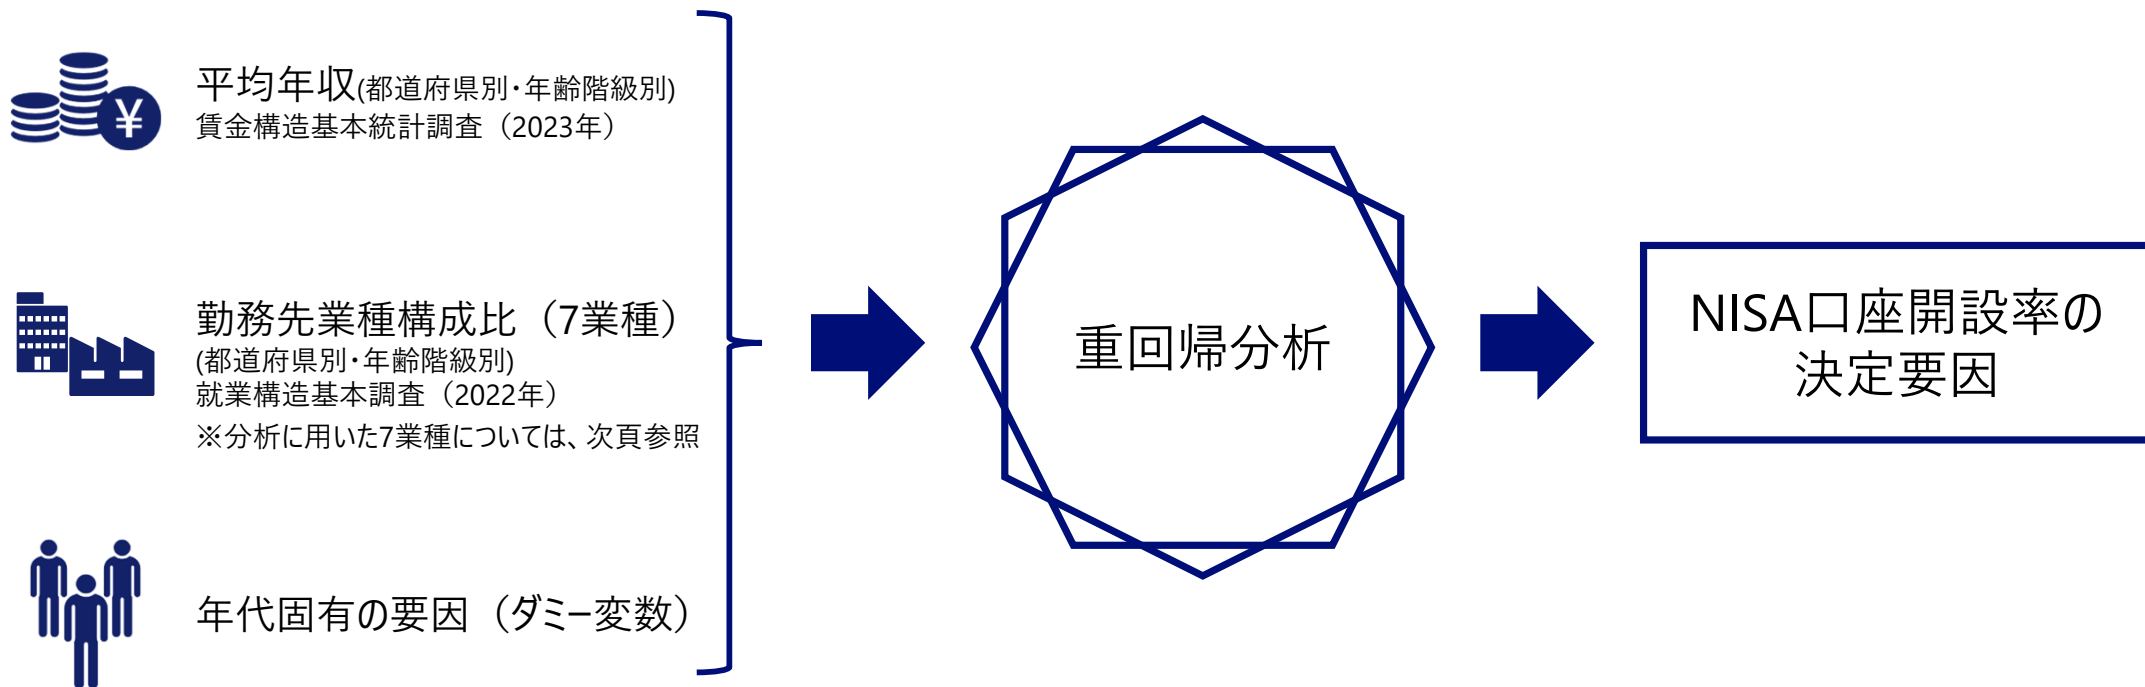 平均年収(都道府県別・年齢階級別)
賃金構造基本統計調査（2023年）
勤務先業種構成比（7業種）
(都道府県別・年齢階級別)
就業構造基本調査（2022年）
※分析に用いた7業種については、次頁参照
年代固有の要因（ダミー変数）
重回帰分析
NISA口座開設率の
決定要因